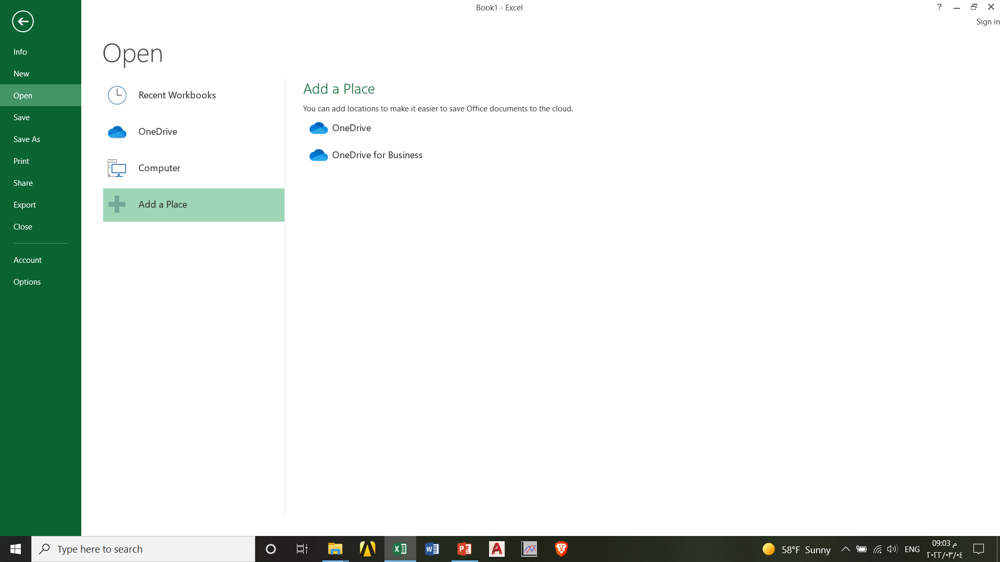 Book1 - Excel
?
Sign in
Info
New
Open
Save
Save As
Print
Share
Export
Close
Account
Options
Open
Recent Workbooks
OneDrive
Computer
Add a Place
Add a Place
You can add locations to make it easier to save Office documents to the cloud.
OneDrive
OneDrive for Business
Type here to search
58°F Sunny
ENG
09:03 م
٢٠٢٢/٠٣/٠٤